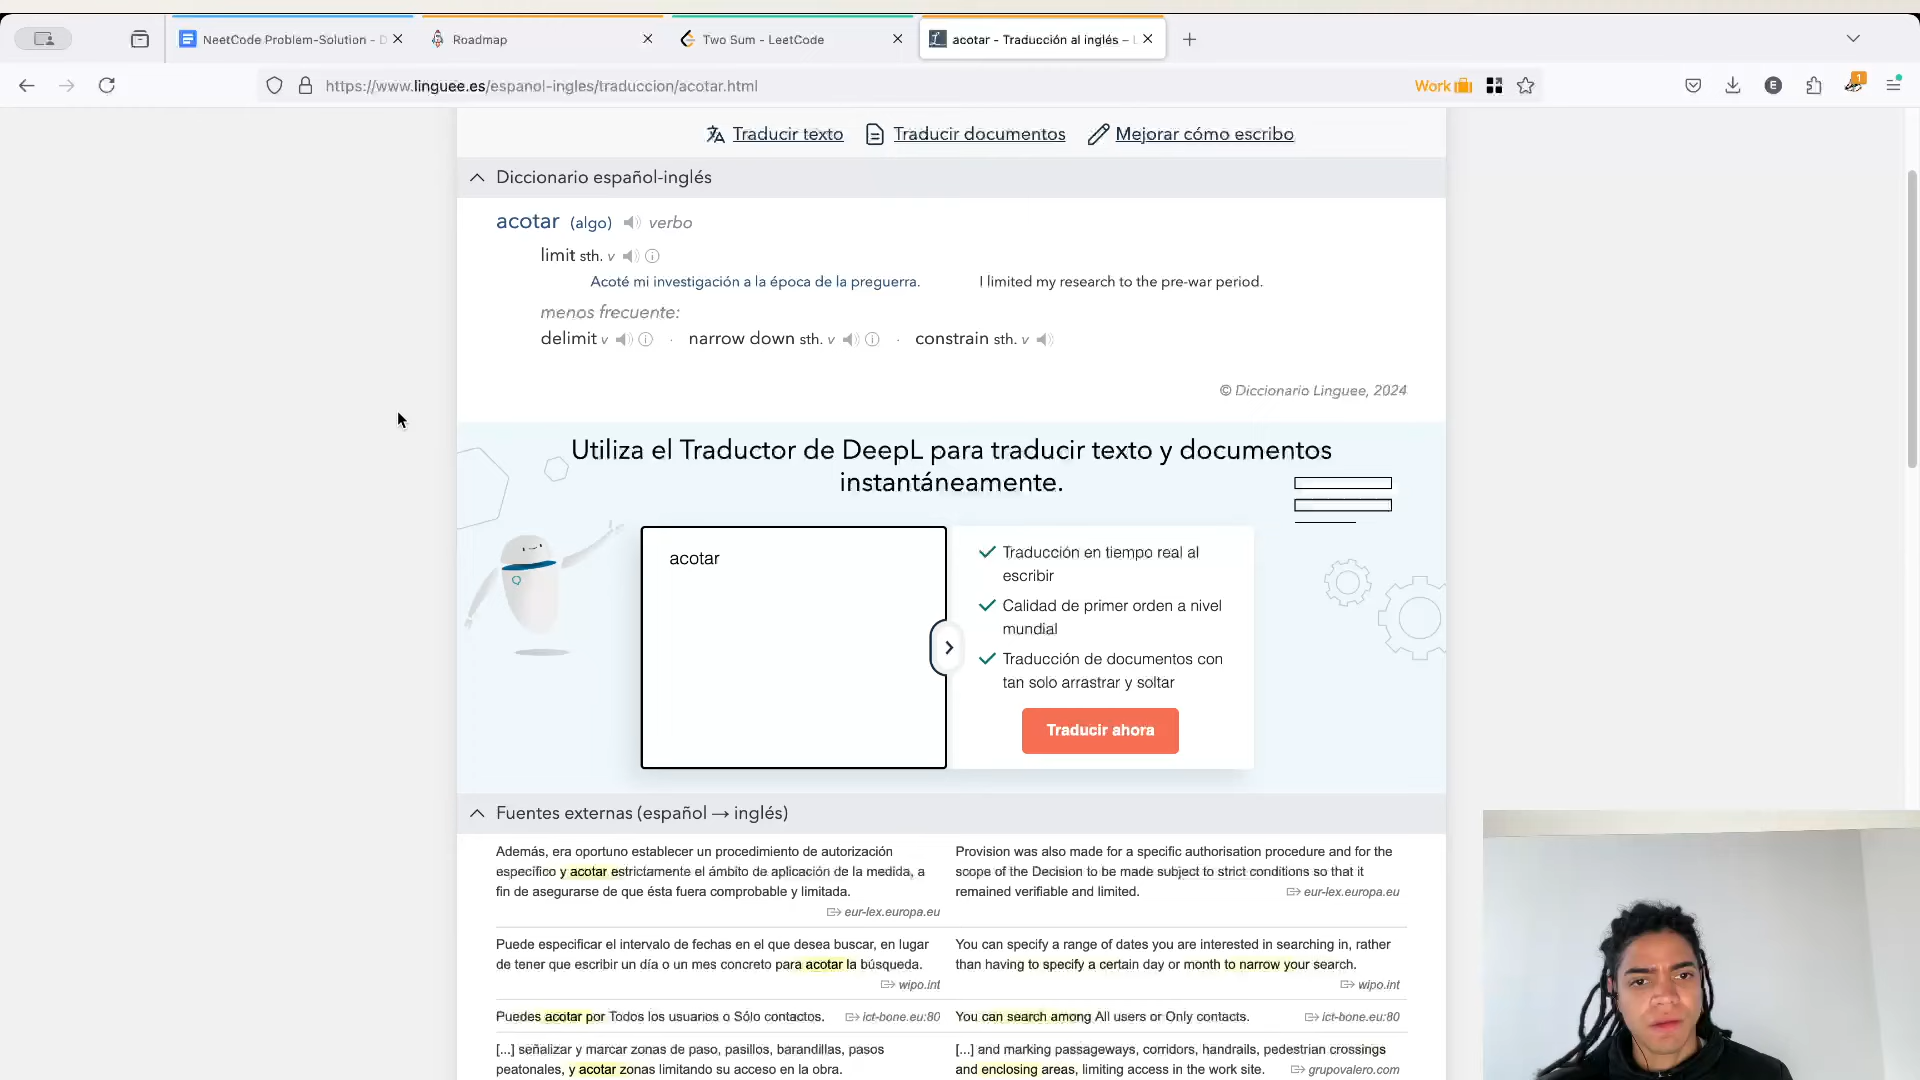 NeetCode Problem-Solution - D
Roadmap
Two Sum - LeetCode
acotar - Traducción al inglés – L
https://www.linguee.es/espanol-ingles/traduccion/acotar.html
Work
E
1
Traducir texto
Traducir documentos
Mejorar cómo escribo
Diccionario español-inglés
acotar (algo) verbo
limit sth. v
Acoté mi investigación a la época de la preguerra. I limited my research to the pre-war period.
menos frecuente:
delimit v · narrow down sth. v · constrain sth. v
© Diccionario Linguee, 2024
Utiliza el Traductor de DeepL para traducir texto y documentos
instantáneamente.
acotar
Traducción en tiempo real al
escribir
Calidad de primer orden a nivel
mundial
Traducción de documentos con
tan solo arrastrar y soltar
Traducir ahora
Fuentes externas (español → inglés)
Además, era oportuno establecer un procedimiento de autorización
específico y acotar estrictamente el ámbito de aplicación de la medida, a
fin de asegurarse de que ésta fuera comprobable y limitada.
eur-lex.europa.eu
Provision was also made for a specific authorisation procedure and for the
scope of the Decision to be made subject to strict conditions so that it
remained verifiable and limited.
eur-lex.europa.eu
Puede especificar el intervalo de fechas en el que desea buscar, en lugar
de tener que escribir un día o un mes concreto para acotar la búsqueda.
wipo.int
You can specify a range of dates you are interested in searching in, rather
than having to specify a certain day or month to narrow your search.
wipo.int
Puedes acotar por Todos los usuarios o Sólo contactos.
ict-bone.eu:80
You can search among All users or Only contacts.
ict-bone.eu:80
[...] señalizar y marcar zonas de paso, pasillos, barandillas, pasos
peatonales, y acotar zonas limitando su acceso en la obra.
[...] and marking passageways, corridors, handrails, pedestrian crossings
and enclosing areas, limiting access in the work site.
grupovalero.com